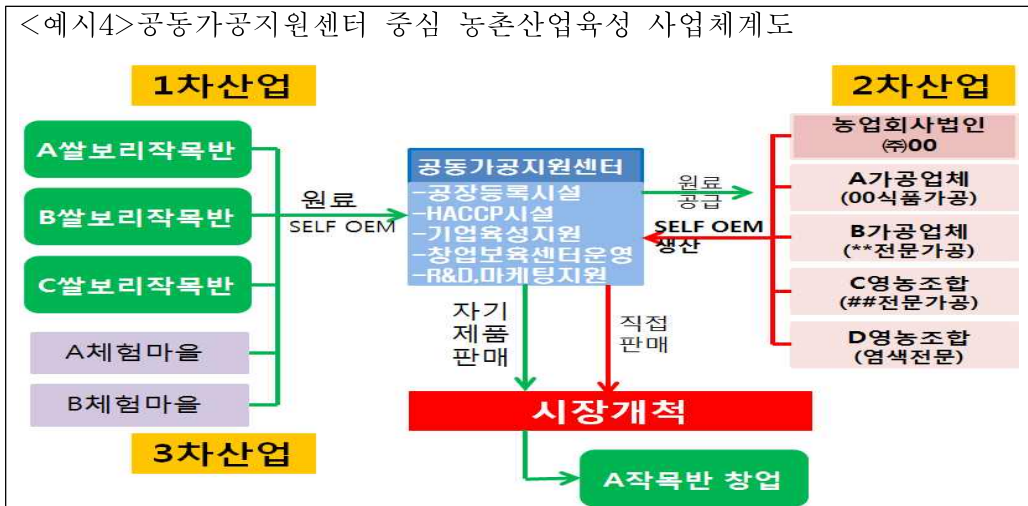 <예시4>공동가공지원센터 중심 농촌산업육성 사업체계도
1차산업
2차산업
A쌀보리작목반
B쌀보리작목반
C쌀보리작목반
A체험마을
B체험마을
3차산업
원료
SELF OEM
공동가공지원센터
-공장등록시설
-HACCP시설
-기업육성지원
-창업보육센터운영
-R&D,마케팅지원
원료
공급
SELF OEM
생산
농업회사법인
㈜00
A가공업체
(00식품가공)
B가공업체
(**전문가공)
C영농조합
(##전문가공)
D영농조합
(염색전문)
자기
제품
판매
직접
판매
시장개척
A작목반 창업